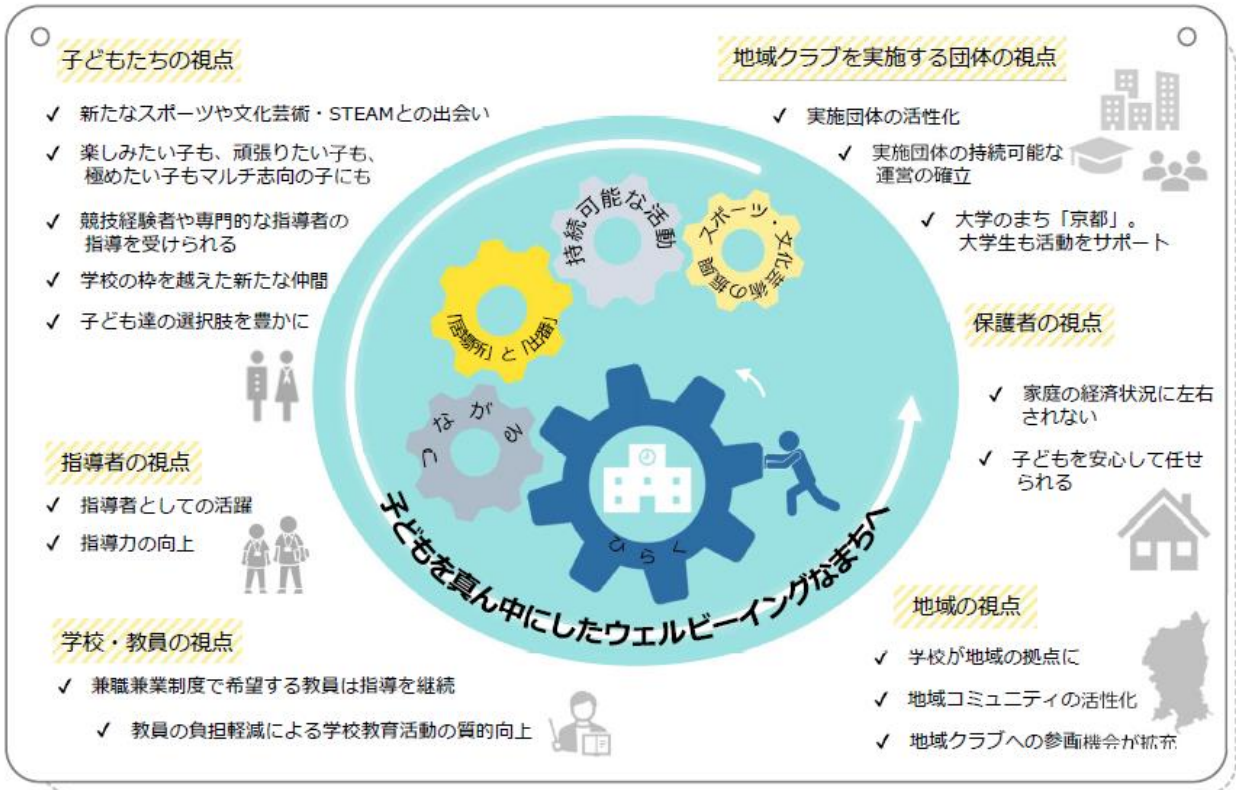 子どもたちの視点
✓ 新たなスポーツや文化芸術・STEAMとの出会い
✓ 楽しみたい子も、頑張りたい子も、
極めたい子もマルチ志向の子にも
✓ 競技経験者や専門的な指導者の
指導を受けられる
✓ 学校の枠を越えた新たな仲間
✓ 子ども達の選択肢を豊かに
指導者の視点
✓ 指導者としての活躍
✓ 指導力の向上
学校・教員の視点
✓ 兼職兼業制度で希望する教員は指導を継続
✓ 教員の負担軽減による学校教育活動の質的向上
持続可能な活動
スポーツ・文化芸術の振興
「居場所」と「出番」
つながる
ひらく
子どもを真ん中にしたウェルビーイングなまちへ
地域クラブを実施する団体の視点
✓ 実施団体の活性化
✓ 実施団体の持続可能な
運営の確立
✓ 大学のまち「京都」。
大学生も活動をサポート
保護者の視点
✓ 家庭の経済状況に左右
されない
✓ 子どもを安心して任せ
られる
地域の視点
✓ 学校が地域の拠点に
✓ 地域コミュニティの活性化
✓ 地域クラブへの参画機会が拡充